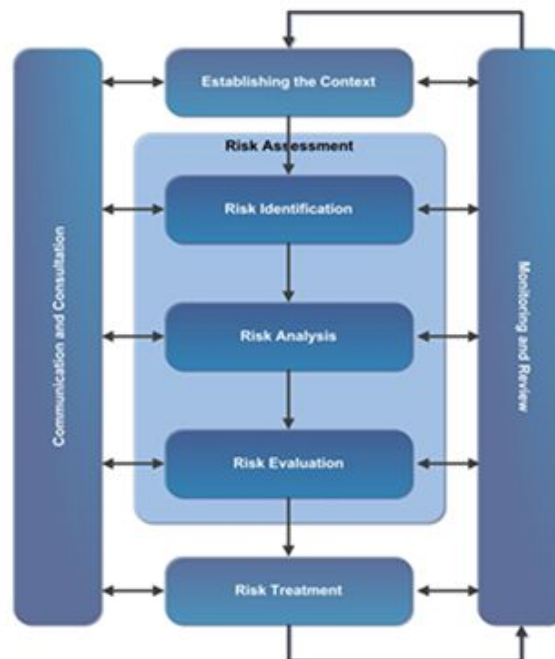 Establishing the Context
Risk Assessment
Risk Identification
Risk Analysis
Risk Evaluation
Risk Treatment
Communication and Consultation
Monitoring and Review